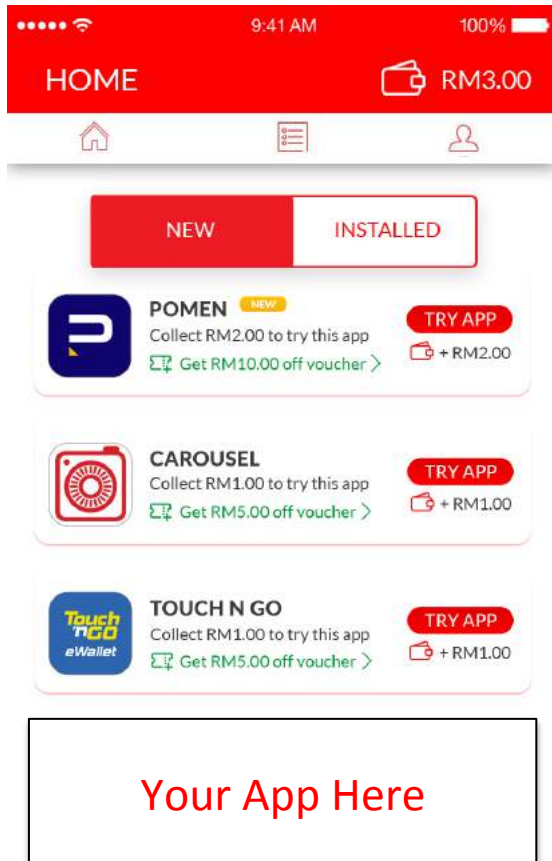 9:41 AM 100%
HOME RM3.00
NEW INSTALLED
POMEN NEW
Collect RM2.00 to try this app
Get RM10.00 off voucher >
TRY APP
+ RM2.00
CAROUSEL
Collect RM1.00 to try this app
Get RM5.00 off voucher >
TRY APP
+ RM1.00
Touch
'nGO
eWallet
TOUCH N GO
Collect RM1.00 to try this app
Get RM5.00 off voucher >
TRY APP
+ RM1.00
Your App Here